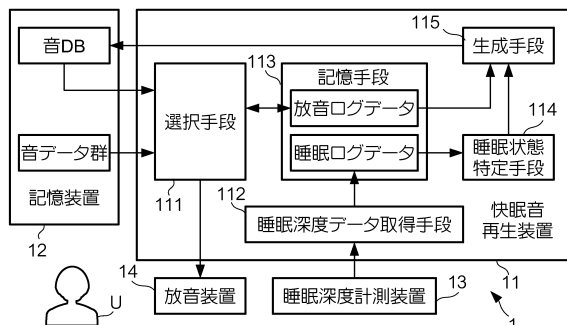 115
音DB
生成手段
113
記憶手段
選択手段
放音ログデータ
114
音データ群
睡眠ログデータ
睡眠状態
特定手段
記憶装置
111
112
睡眠深度データ取得手段
快眠音
再生装置
12
14
U
放音装置
睡眠深度計測装置
13
11
1